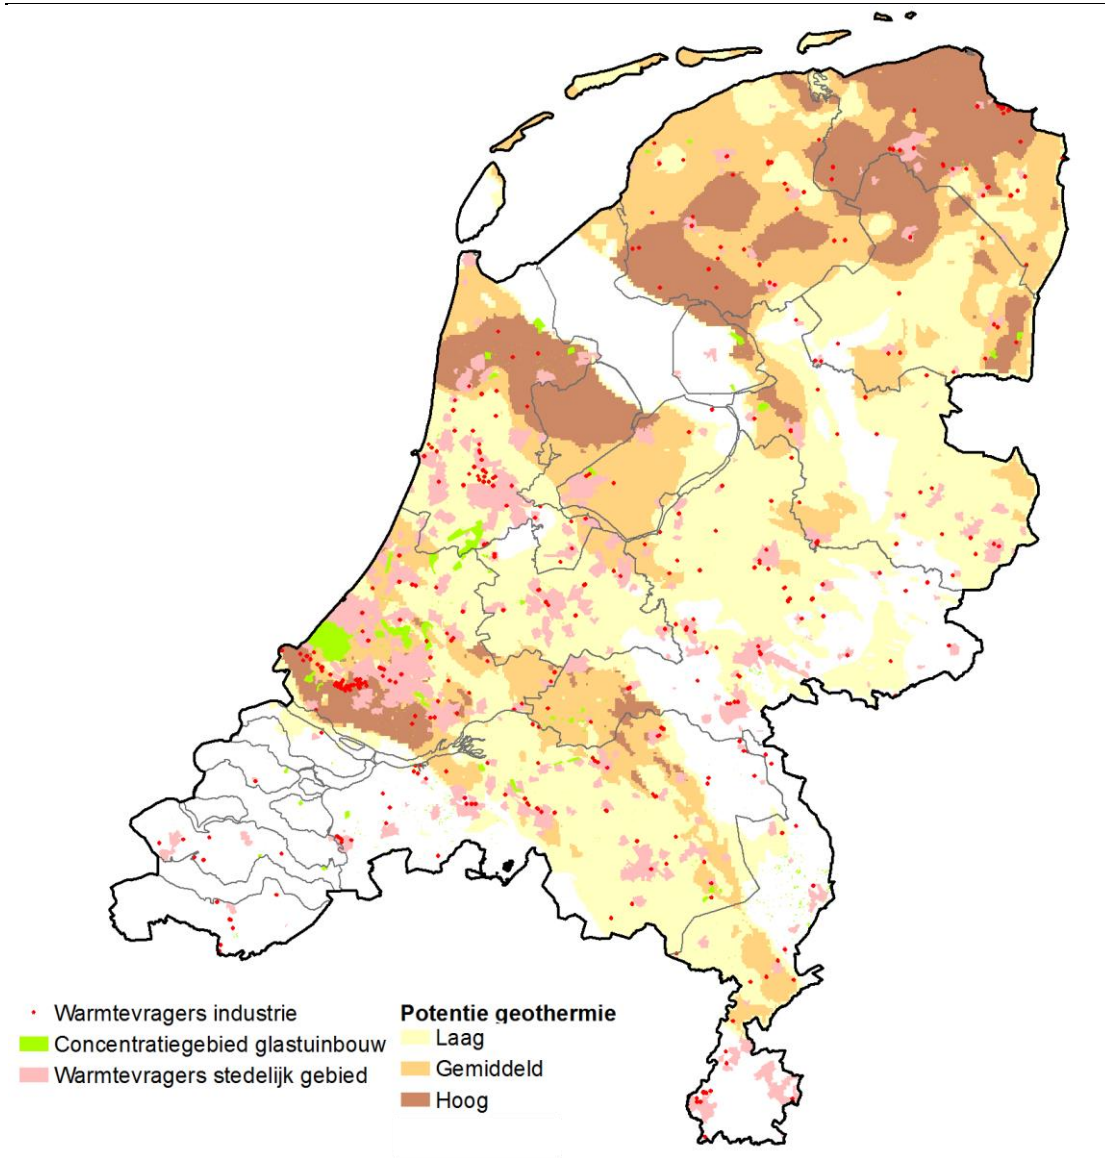 Warmtevragers industrie
Concentratiegebied glastuinbouw
Warmtevragers stedelijk gebied
Potentie geothermie
Laag
Gemiddeld
Hoog